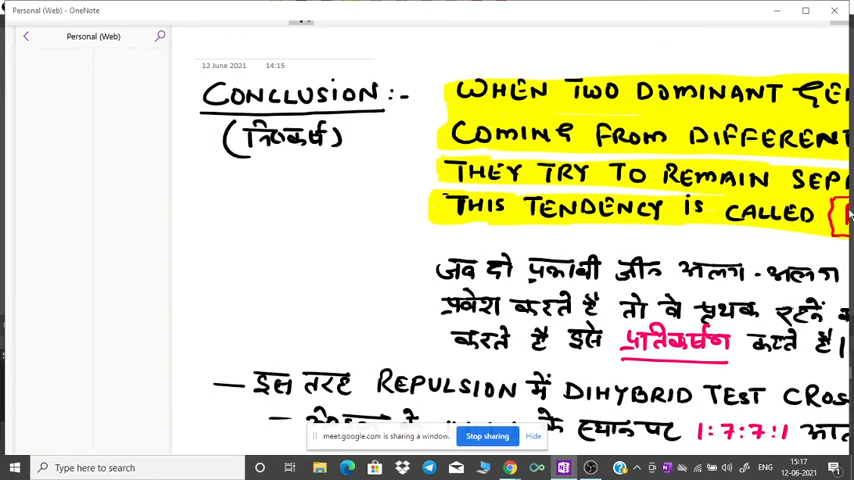 Personal (Web) - OneNote
Personal (Web)
12 June 2021 14:15
CONCLUSION :-
(निष्कर्ष)
WHEN TWO DOMINANT
COMING FROM DIFFERENT
THEY TRY TO REMAIN
THIS TENDENCY IS CALLED
जब दो प्रभावी जीन अलग-अलग
प्रवेश करते है तो वे पृथक रहनें
करते है इसे प्रतिकर्षण कहते है।
— इस तरह REPULSION में DIHYBRID TEST CROSS
के स्थान पर 1:7:7:1
meet.google.com is sharing a window. Stop sharing Hide
Type here to search
ENG
15:17
12-06-2021